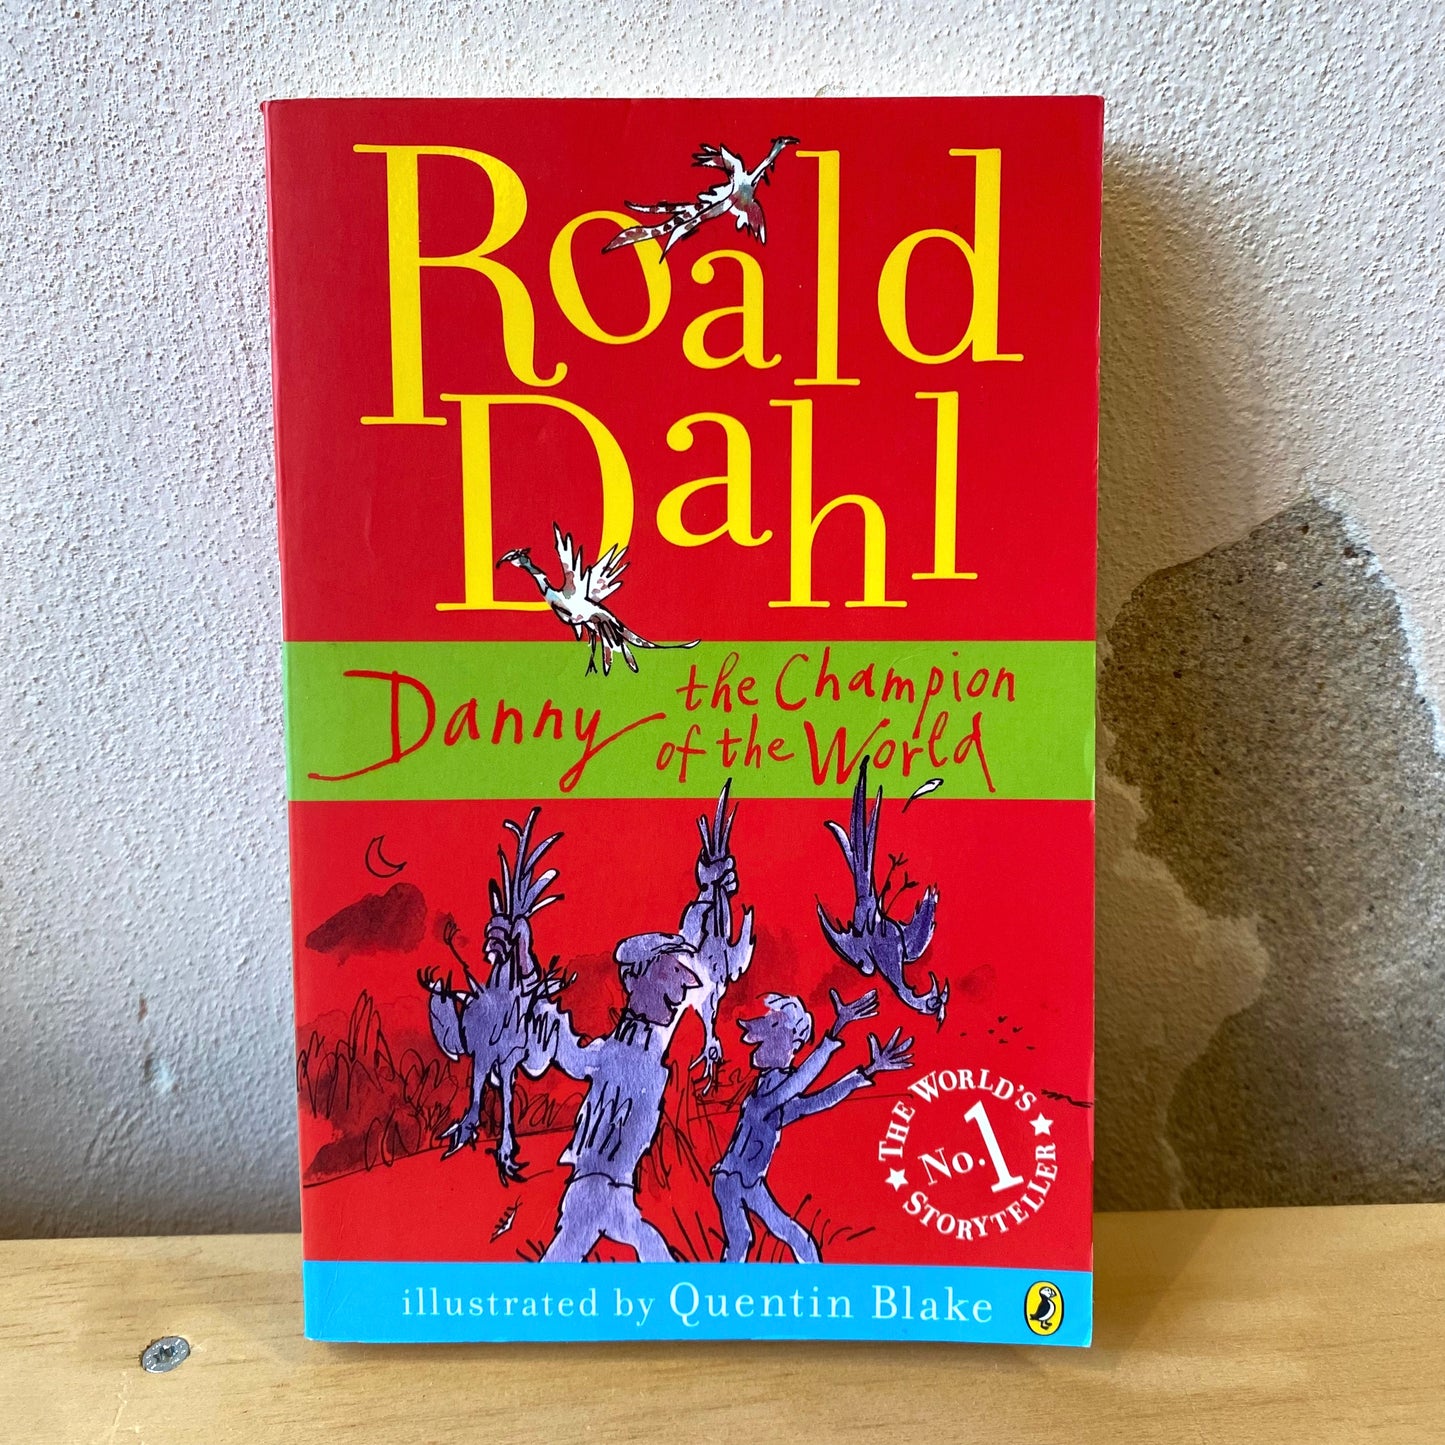 Roald
Dahl
Danny the Champion
of the World
THE WORLD'S
No. 1
STORYTELLER
illustrated by Quentin Blake